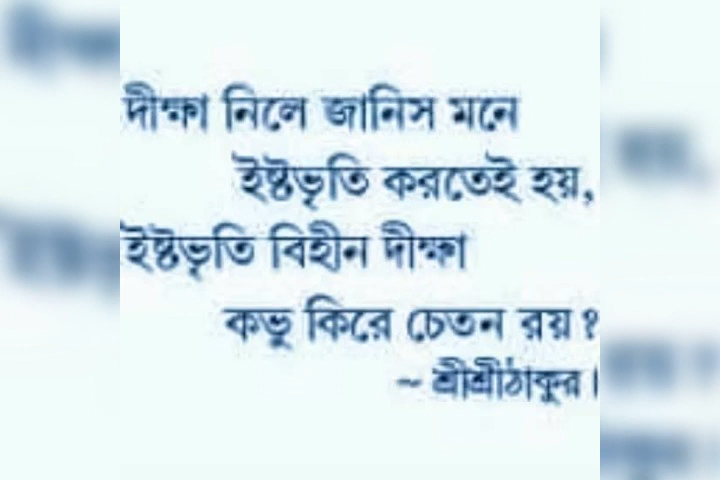 দীক্ষা নিলে জানিস মনে
ইষ্টভৃতি করতেই হয়,
ইষ্টভৃতি বিহীন দীক্ষা
কভু কিরে চেতন রয়?
~ শ্রীশ্রীঠাকুর।